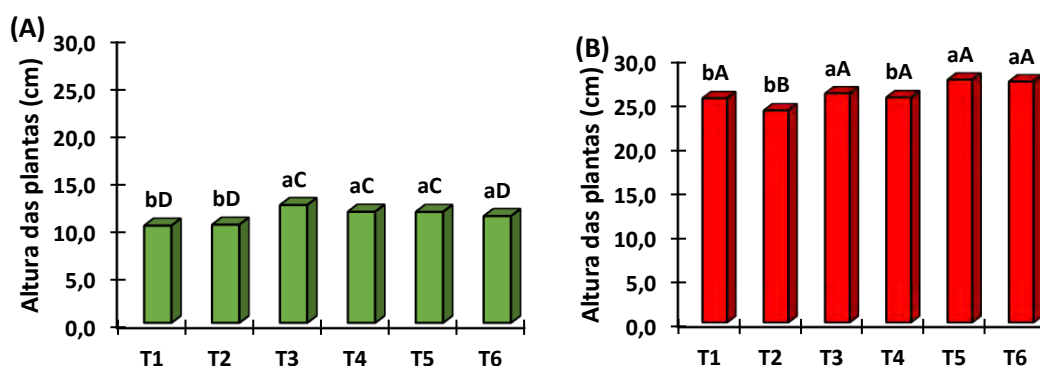 (A)
Altura das plantas (cm)
30,0
25,0
20,0
15,0
10,0
5,0
0,0
bD bD aC aC aC aD
T1 T2 T3 T4 T5 T6
(B)
Altura das plantas (cm)
30,0
25,0
20,0
15,0
10,0
5,0
0,0
bA bB aA bA aA aA
T1 T2 T3 T4 T5 T6